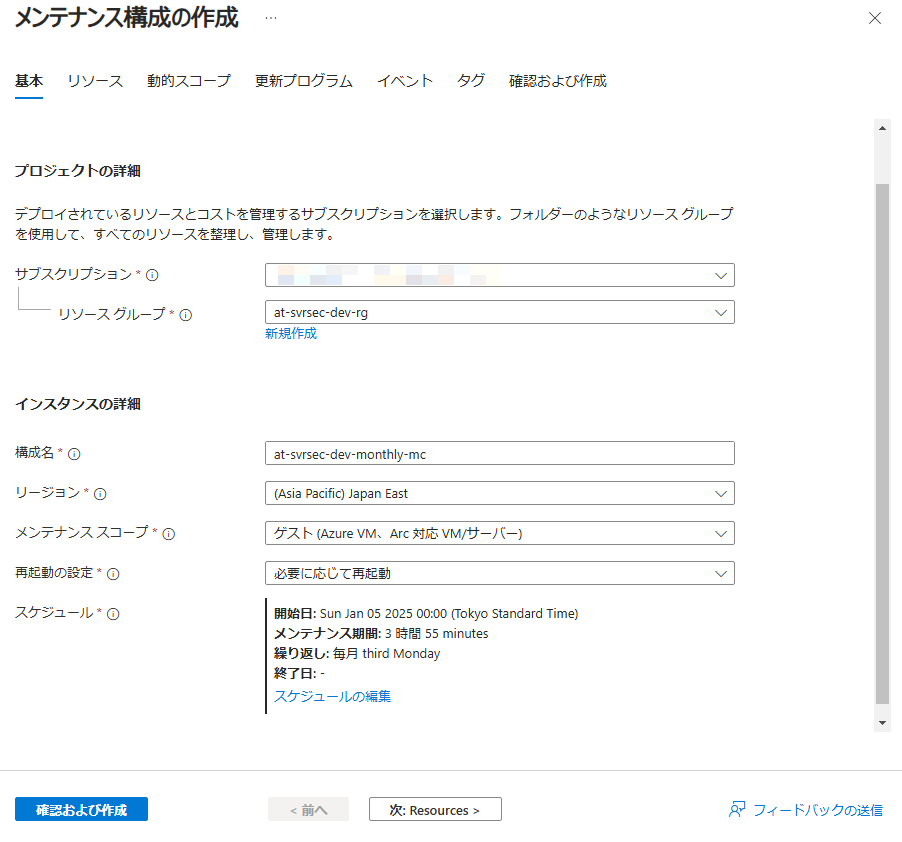 メンテナンス構成の作成 …
基本 リソース 動的スコープ 更新プログラム イベント タグ 確認および作成
プロジェクトの詳細
デプロイされているリソースとコストを管理するサブスクリプションを選択します。フォルダーのようなリソース グループ
を使用して、すべてのリソースを整理し、管理します。
サブスクリプション *
リソース グループ * at-svrsec-dev-rg
新規作成
インスタンスの詳細
構成名 * at-svrsec-dev-monthly-mc
リージョン * (Asia Pacific) Japan East
メンテナンス スコープ * ゲスト (Azure VM、Arc 対応 VM/サーバー)
再起動の設定 * 必要に応じて再起動
スケジュール * 開始日: Sun Jan 05 2025 00:00 (Tokyo Standard Time)
メンテナンス期間: 3 時間 55 minutes
繰り返し: 毎月 third Monday
終了日: -
スケジュールの編集
確認および作成 < 前へ 次: Resources > フィードバックの送信